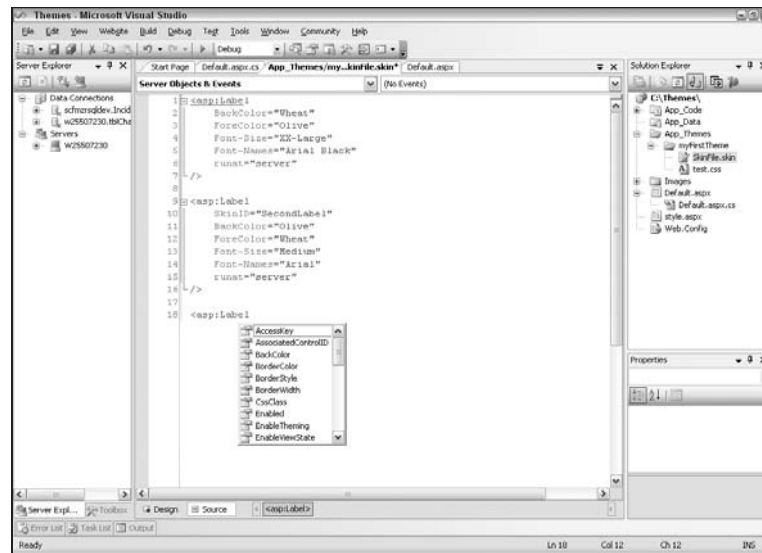 Themes - Microsoft Visual Studio
File Edit View Website Build Debug Test Tools Window Community Help
Debug
Server Explorer
Data Connections
scfmzrsqldev.Incid
w25507230.tblCha
Servers
W25507230
Start Page Default.aspx.cs App_Themes/my...kinFile.skin* Default.aspx
Server Objects & Events (No Events)
1 <asp:Label
2 BackColor="Wheat"
3 ForeColor="Olive"
4 Font-Size="XX-Large"
5 Font-Names="Arial Black"
6 runat="server"
7 />
8
9 <asp:Label
10 SkinID="SecondLabel"
11 BackColor="Olive"
12 ForeColor="Wheat"
13 Font-Size="Medium"
14 Font-Names="Arial"
15 runat="server"
16 />
17
18 <asp:Label
AccessKey
AssociatedControlID
BackColor
BorderColor
BorderStyle
BorderWidth
CssClass
Enabled
EnableTheming
EnableViewState
Solution Explorer
C:\Themes\
App_Code
App_Data
App_Themes
myFirstTheme
SkinFile.skin
test.css
Images
Default.aspx
Default.aspx.cs
style.aspx
Web.Config
Properties
Server Expl... Toolbox Design Source <asp:Label>
Error List Task List Output
Ready Ln 18 Col 12 Ch 12 INS